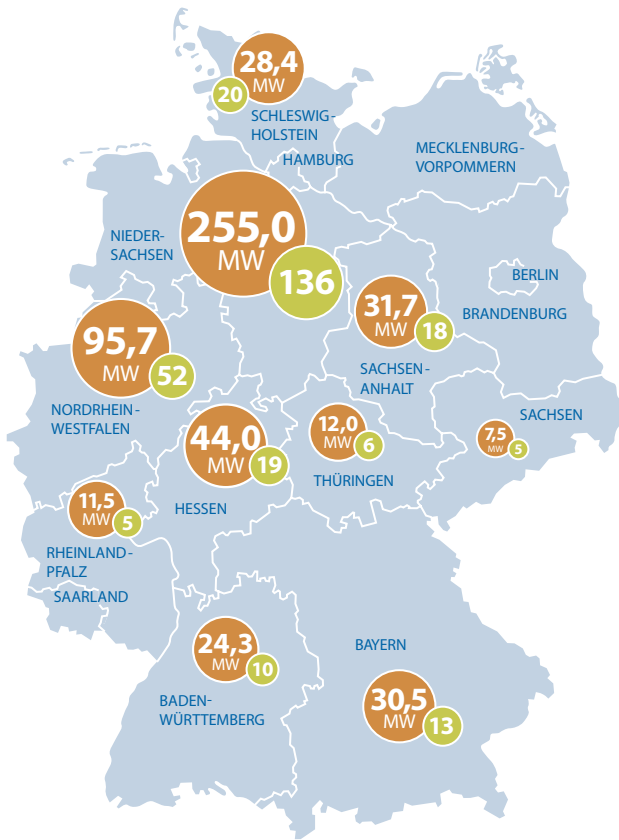 28,4
MW
20
SCHLESWIG-
HOLSTEIN
HAMBURG
MECKLENBURG-
VORPOMMERN
255,0
MW
136
NIEDER-
SACHSEN
BERLIN
BRANDENBURG
31,7
MW
18
SACHSEN-
ANHALT
95,7
MW
52
NORDRHEIN-
WESTFALEN
44,0
MW
19
HESSEN
12,0
MW
6
THÜRINGEN
SACHSEN
7,5
MW
5
11,5
MW
5
RHEINLAND-
PFALZ
SAARLAND
24,3
MW
10
BADEN-
WÜRTTEMBERG
BAYERN
30,5
MW
13